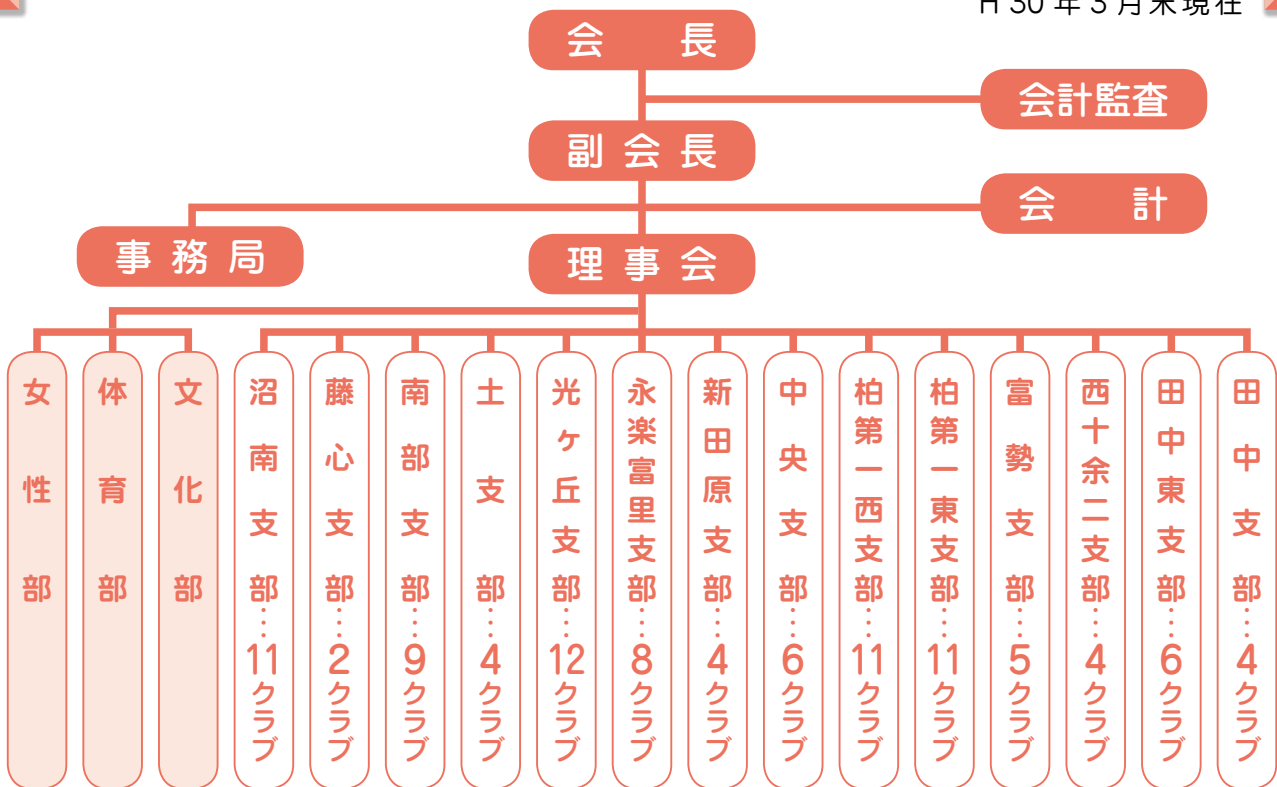 H 30 年 3 月末現在
会 長
会計監査
副会長
会 計
事務局
理事会
女性部
体育部
文化部
沼南支部…11クラブ
藤心支部…2クラブ
南部支部…9クラブ
土支部…4クラブ
光ケ丘支部…12クラブ
永楽富里支部…8クラブ
新田原支部…4クラブ
中央支部…6クラブ
柏第一西支部…11クラブ
柏第一東支部…11クラブ
富勢支部…5クラブ
西十余二支部…4クラブ
田中東支部…6クラブ
田中支部…4クラブ